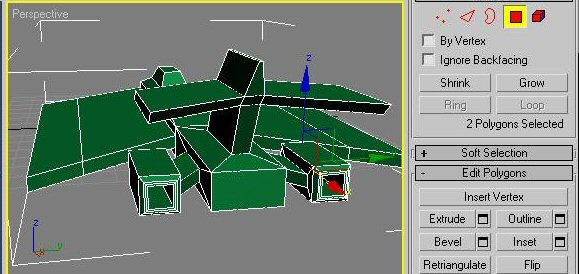 Perspective
z
x
y
z
x
y
By Vertex
Ignore Backfacing
Shrink Grow
Ring Loop
2 Polygons Selected
+ Soft Selection
- Edit Polygons
Insert Vertex
Extrude Outline
Bevel Inset
Retriangulate Flip